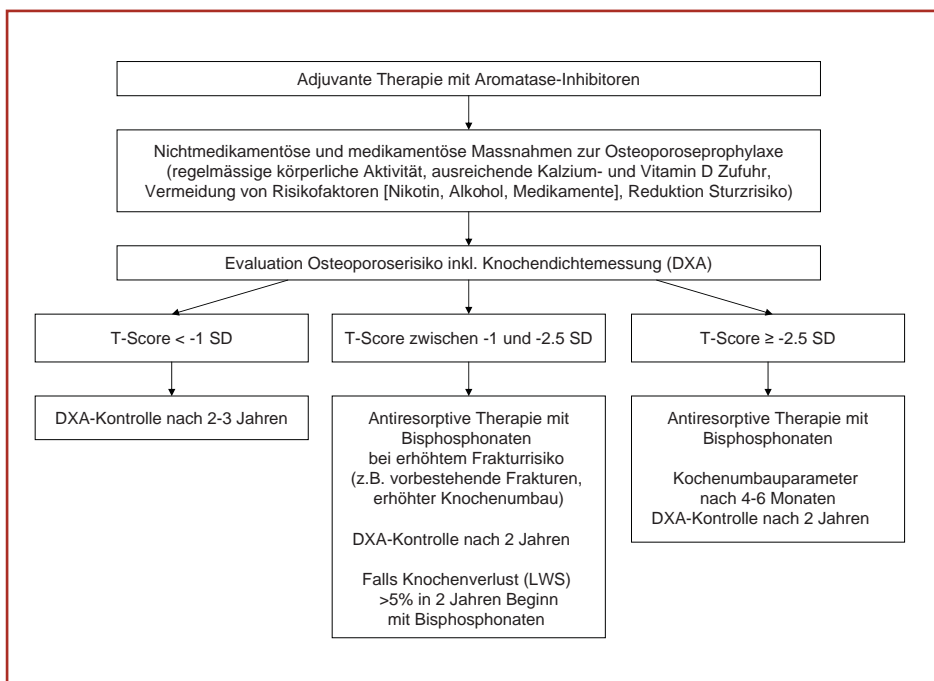 Adjuvante Therapie mit Aromatase-Inhibitoren
Nichtmedikamentöse und medikamentöse Massnahmen zur Osteoporoseprophylaxe
(regelmässige körperliche Aktivität, ausreichende Kalzium- und Vitamin D Zufuhr,
Vermeidung von Risikofaktoren [Nikotin, Alkohol, Medikamente], Reduktion Sturzrisiko)
Evaluation Osteoporoserisiko inkl. Knochendichtemessung (DXA)
T-Score < -1 SD
T-Score zwischen -1 und -2.5 SD
T-Score ≥ -2.5 SD
DXA-Kontrolle nach 2-3 Jahren
Antiresorptive Therapie mit
Bisphosphonaten
bei erhöhtem Frakturrisiko
(z.B. vorbestehende Frakturen,
erhöhter Knochenumbau)
DXA-Kontrolle nach 2 Jahren
Falls Knochenverlust (LWS)
>5% in 2 Jahren Beginn
mit Bisphosphonaten
Antiresorptive Therapie mit
Bisphosphonaten
Kochenumbauparameter
nach 4-6 Monaten
DXA-Kontrolle nach 2 Jahren